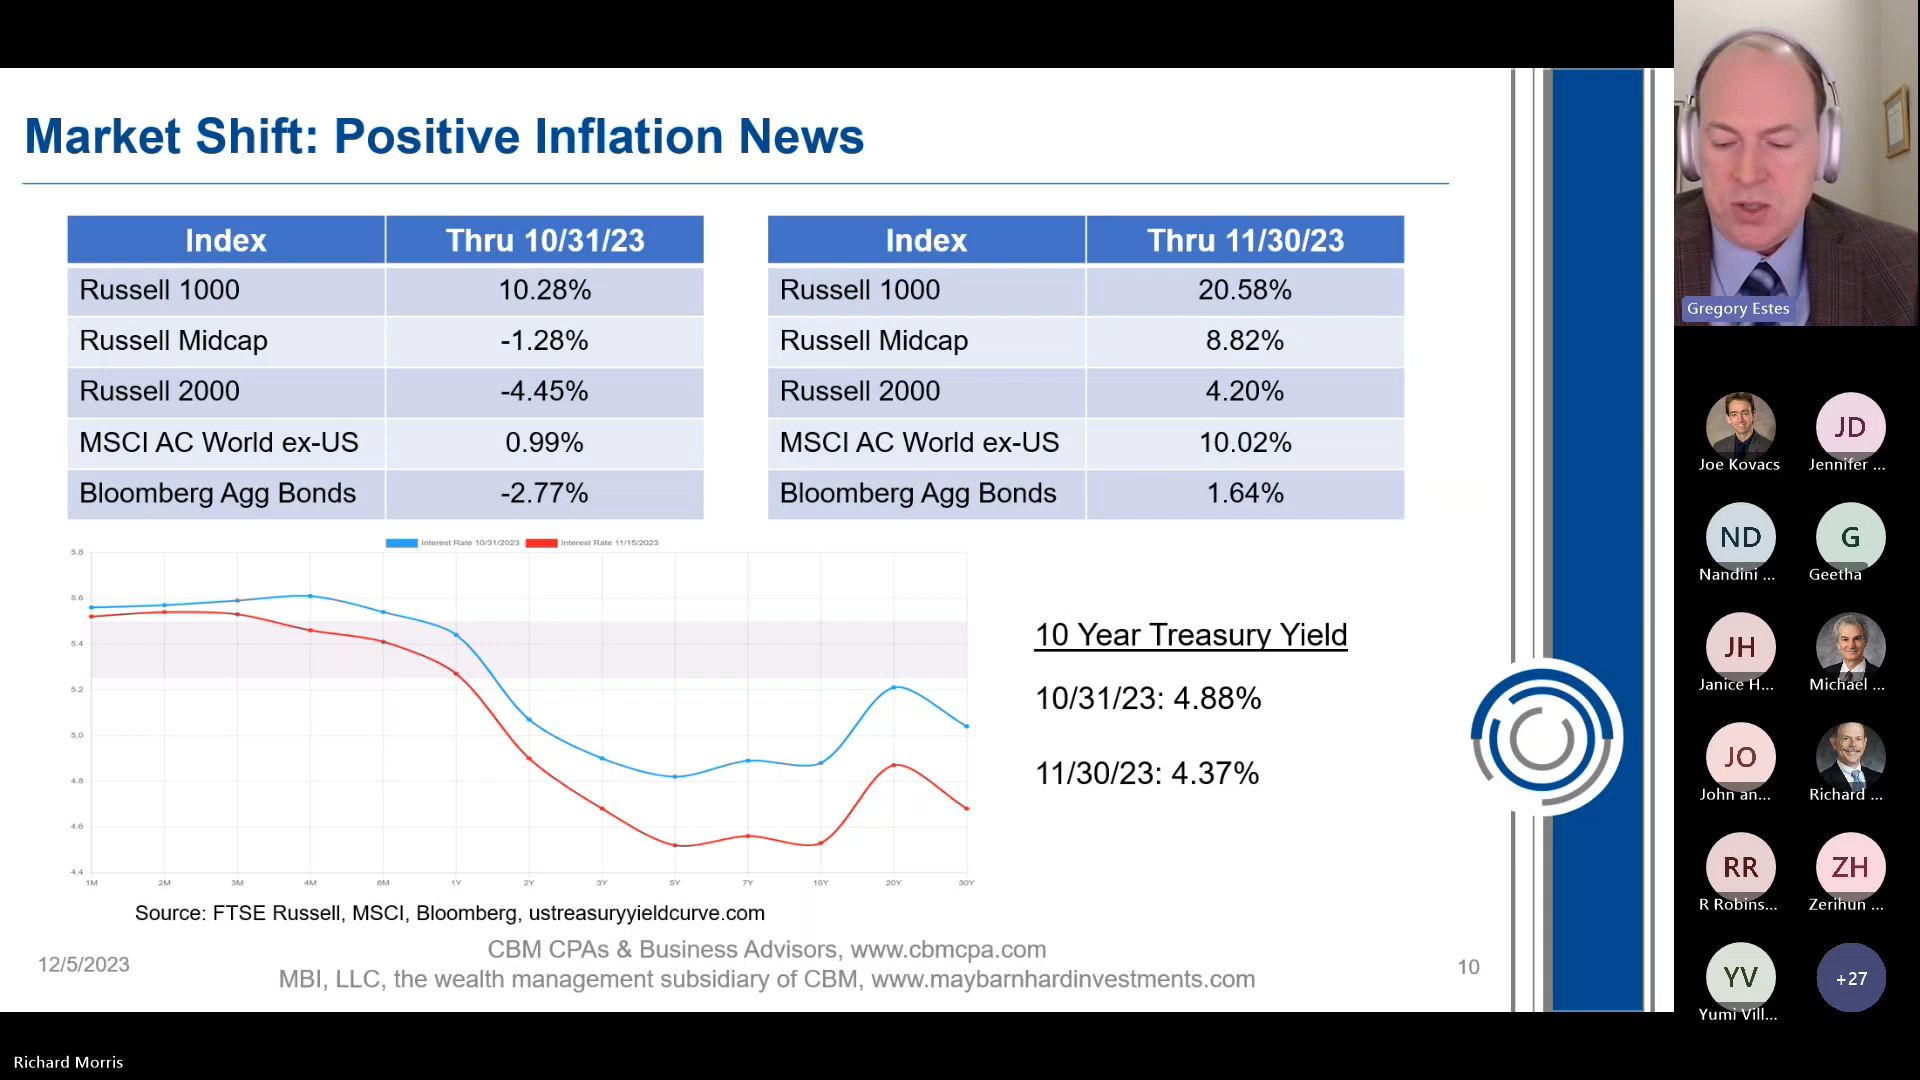 Market Shift: Positive Inflation News
Index Thru 10/31/23
Russell 1000 10.28%
Russell Midcap -1.28%
Russell 2000 -4.45%
MSCI AC World ex-US 0.99%
Bloomberg Agg Bonds -2.77%
Index Thru 11/30/23
Russell 1000 20.58%
Russell Midcap 8.82%
Russell 2000 4.20%
MSCI AC World ex-US 10.02%
Bloomberg Agg Bonds 1.64%
Interest Rate 10/31/2023 Interest Rate 11/15/2023
5.8
5.6
5.4
5.2
5.0
4.8
4.6
4.4
1M 2M 3M 4M 6M 1Y 2Y 3Y 5Y 7Y 10Y 20Y 30Y
10 Year Treasury Yield
10/31/23: 4.88%
11/30/23: 4.37%
Source: FTSE Russell, MSCI, Bloomberg, ustreasuryyieldcurve.com
12/5/2023
CBM CPAs & Business Advisors, www.cbmcpa.com
MBI, LLC, the wealth management subsidiary of CBM, www.maybarnhardinvestments.com
10
Gregory Estes
Joe Kovacs
JD
Jennifer ...
ND
Nandini ...
G
Geetha
JH
Janice H...
Michael ...
JO
John an...
Richard ...
RR
R Robins...
ZH
Zerihun ...
YV
Yumi Vill...
+27
Richard Morris